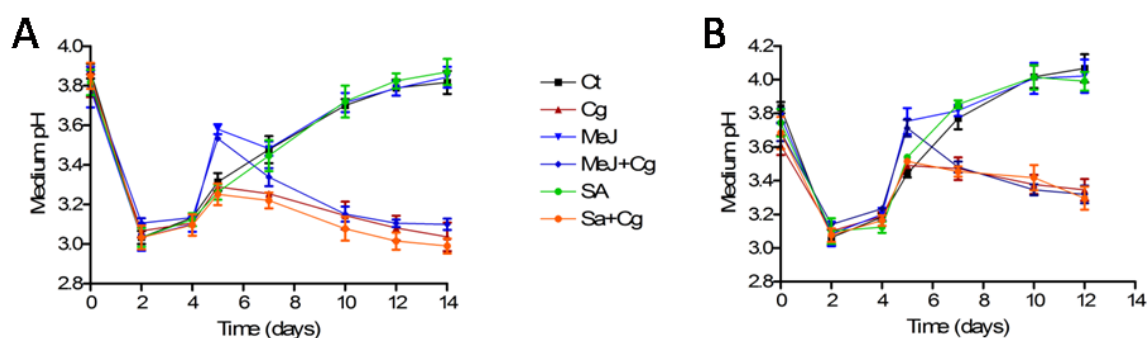 A
Medium pH
4.0
3.8
3.6
3.4
3.2
3.0
2.8
0 2 4 6 8 10 12 14
Time (days)
Ct
Cg
MeJ
MeJ+Cg
SA
Sa+Cg
B
Medium pH
4.2
4.0
3.8
3.6
3.4
3.2
3.0
2.8
0 2 4 6 8 10 12 14
Time (days)